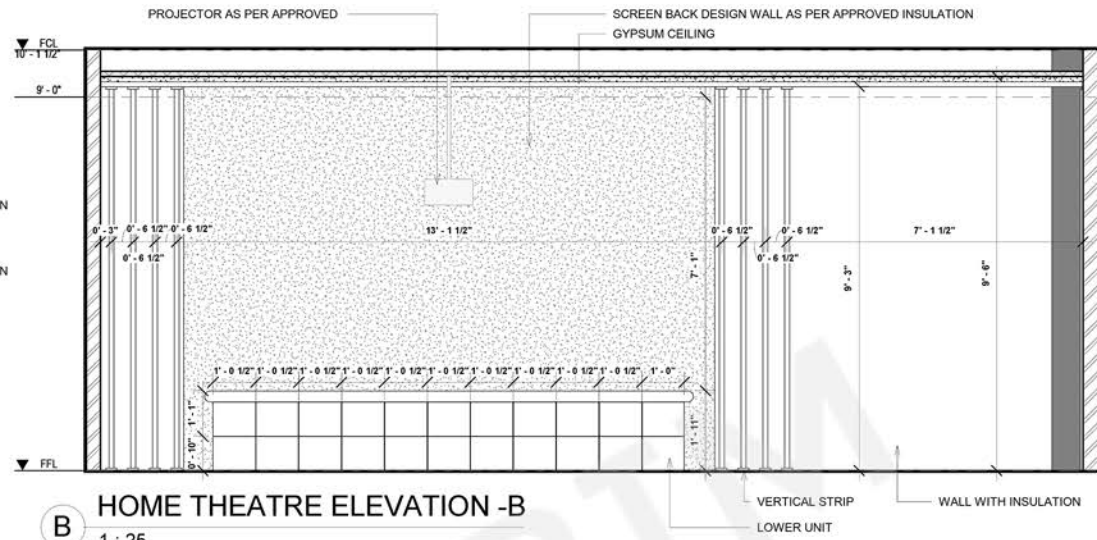 PROJECTOR AS PER APPROVED
SCREEN BACK DESIGN WALL AS PER APPROVED INSULATION
GYPSUM CEILING
FCL
10' - 1 1/2"
9' - 0"
N
N
0' - 3" 0' - 6 1/2" 0' - 6 1/2"
0' - 6 1/2"
13' - 1 1/2"
0' - 6 1/2" 0' - 6 1/2"
0' - 6 1/2"
7' - 1 1/2"
7' - 1"
9' - 3"
9' - 6"
1' - 0 1/2" 1' - 0 1/2" 1' - 0 1/2" 1' - 0 1/2" 1' - 0 1/2" 1' - 0 1/2" 1' - 0 1/2" 1' - 0 1/2" 1' - 0 1/2" 1' - 0 1/2" 1' - 0"
1' - 1"
0' - 10"
1' - 11"
FFL
VERTICAL STRIP
WALL WITH INSULATION
LOWER UNIT
B
HOME THEATRE ELEVATION -B
1 : 25